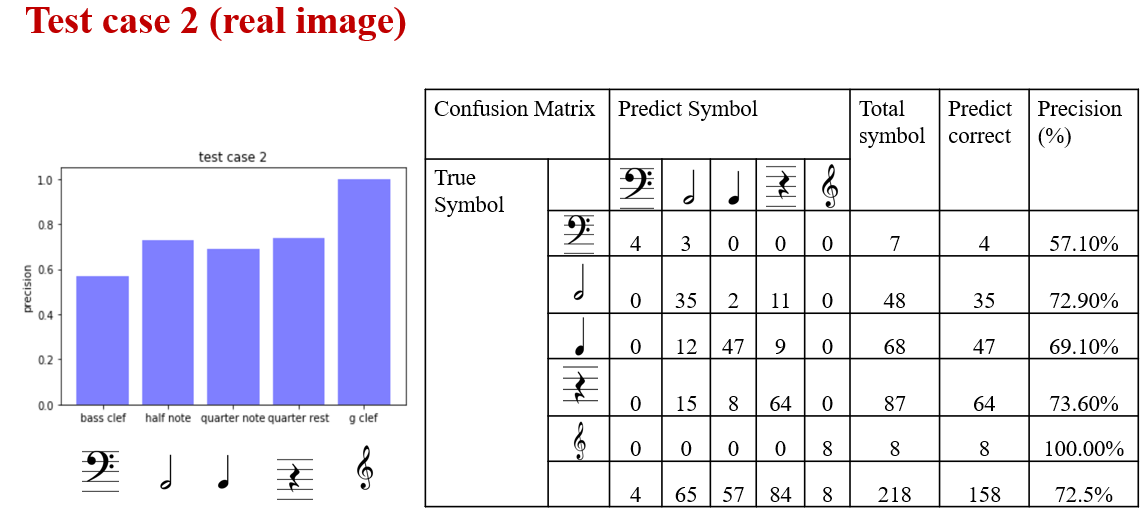 Test case 2 (real image)
test case 2
precision
1.0
0.8
0.6
0.4
0.2
0.0
bass clef half note quarter note quarter rest g clef
Confusion Matrix Predict Symbol Total symbol Predict correct Precision (%)
True Symbol
4 3 0 0 0 7 4 57.10%
0 35 2 11 0 48 35 72.90%
0 12 47 9 0 68 47 69.10%
0 15 8 64 0 87 64 73.60%
0 0 0 0 8 8 8 100.00%
4 65 57 84 8 218 158 72.5%